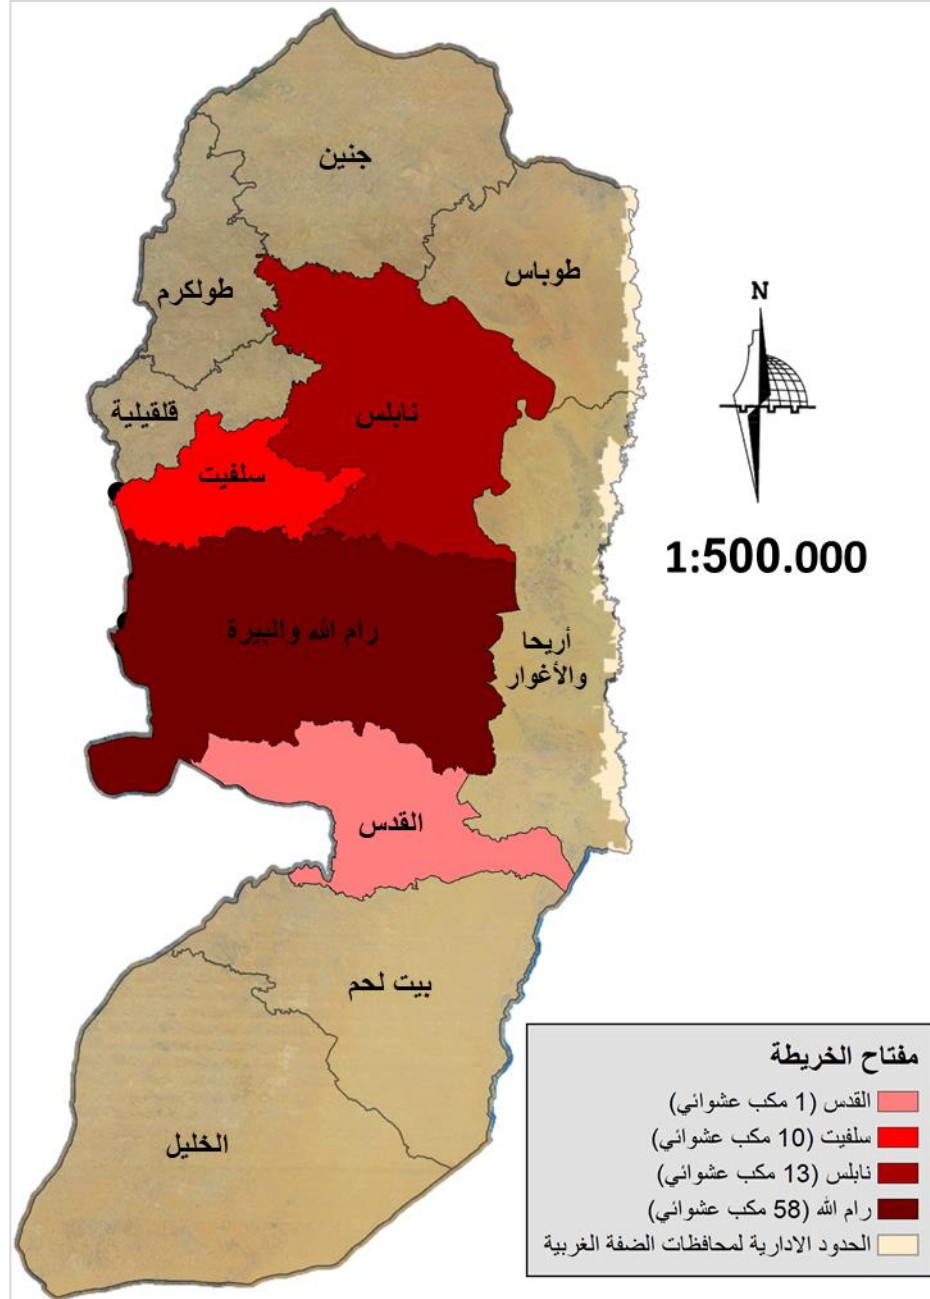 جنين
طوباس
طولكرم
N
قلقيلية
نابلس
سلفيت
1:500.000
رام الله والبيرة
أريحا
والأغوار
القدس
بيت لحم
الخليل
مفتاح الخريطة
القدس (1 مكب عشوائي)
سلفيت (10 مكب عشوائي)
نابلس (13 مكب عشوائي)
رام الله (58 مكب عشوائي)
الحدود الادارية لمحافظات الضفة الغربية